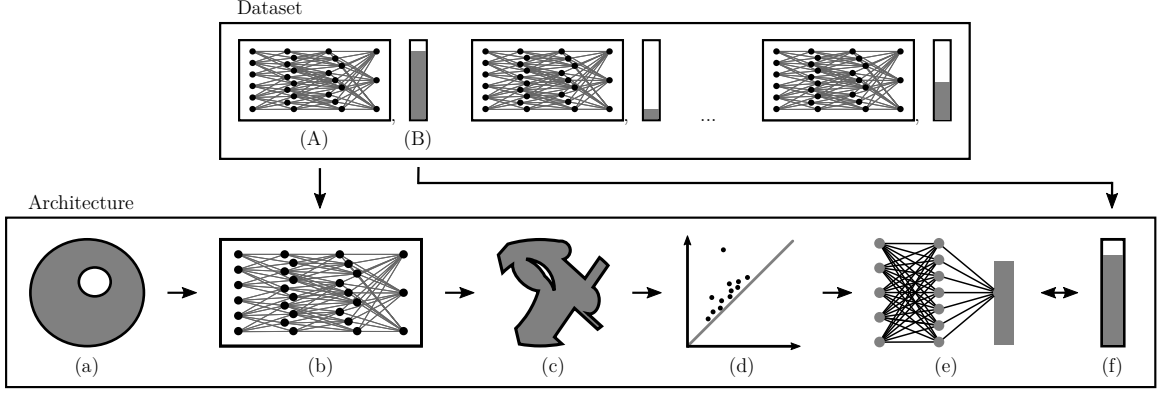 Dataset
, , ... ,
(A) (B)
Architecture
(a) (b) (c) (d) (e) (f)